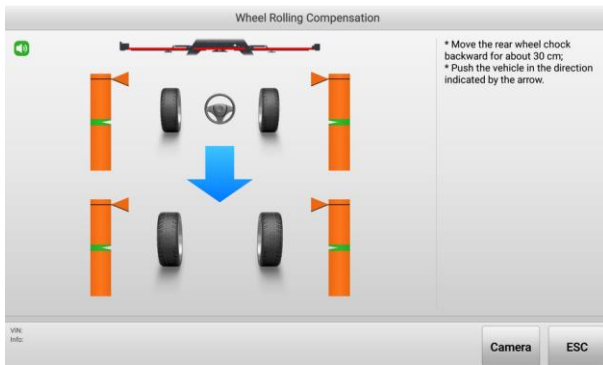 Wheel Rolling Compensation
* Move the rear wheel chock
backward for about 30 cm;
* Push the vehicle in the direction
indicated by the arrow.
VIN:
Info:
Camera
ESC